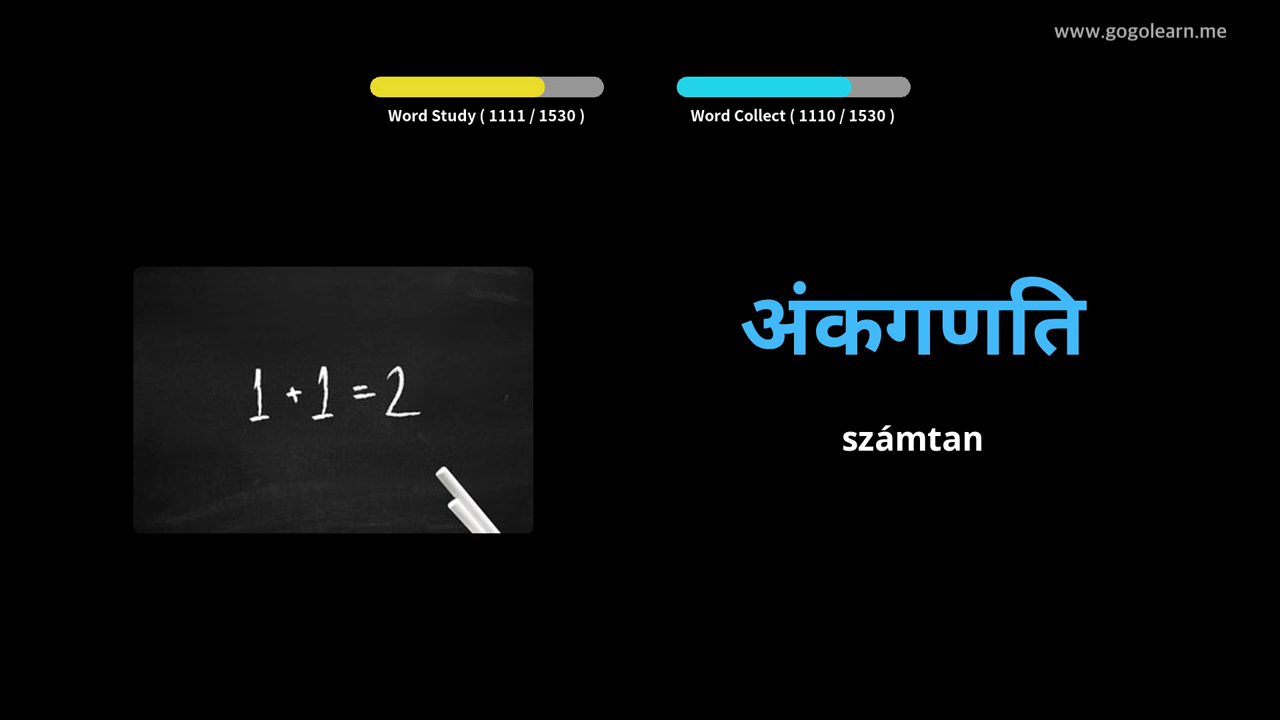 www.gogolearn.me
Word Study ( 1111 / 1530 )
Word Collect ( 1110 / 1530 )
1 + 1 = 2
अंकगणति
számtan